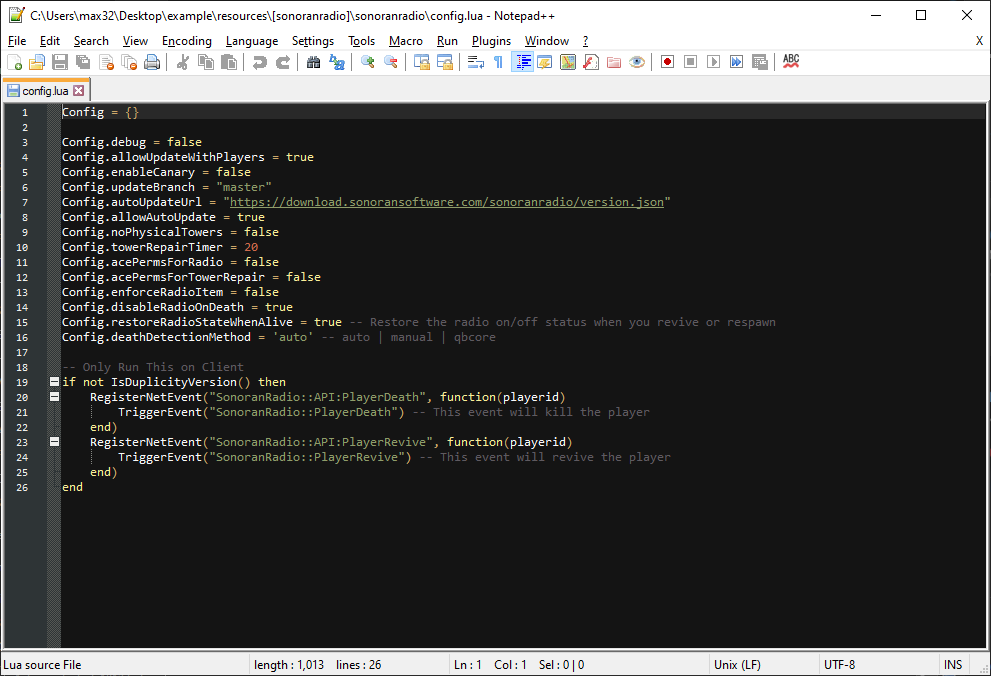 C:\Users\max32\Desktop\example\resources\[sonoranradio]\sonoranradio\config.lua - Notepad++
File Edit Search View Encoding Language Settings Tools Macro Run Plugins Window ? X
ABC
config.lua
1 Config = {}
2
3 Config.debug = false
4 Config.allowUpdateWithPlayers = true
5 Config.enableCanary = false
6 Config.updateBranch = "master"
7 Config.autoUpdateUrl = "https://download.sonoransoftware.com/sonoranradio/version.json"
8 Config.allowAutoUpdate = true
9 Config.noPhysicalTowers = false
10 Config.towerRepairTimer = 20
11 Config.acePermsForRadio = false
12 Config.acePermsForTowerRepair = false
13 Config.enforceRadioItem = false
14 Config.disableRadioOnDeath = true
15 Config.restoreRadioStateWhenAlive = true -- Restore the radio on/off status when you revive or respawn
16 Config.deathDetectionMethod = 'auto' -- auto | manual | qbcore
17
18 -- Only Run This on Client
19 if not IsDuplicityVersion() then
20 RegisterNetEvent("SonoranRadio::API:PlayerDeath", function(playerid)
21 TriggerEvent("SonoranRadio::PlayerDeath") -- This event will kill the player
22 end)
23 RegisterNetEvent("SonoranRadio::API:PlayerRevive", function(playerid)
24 TriggerEvent("SonoranRadio::PlayerRevive") -- This event will revive the player
25 end)
26 end
Lua source File length : 1,013 lines : 26 Ln : 1 Col : 1 Sel : 0 | 0 Unix (LF) UTF-8 INS